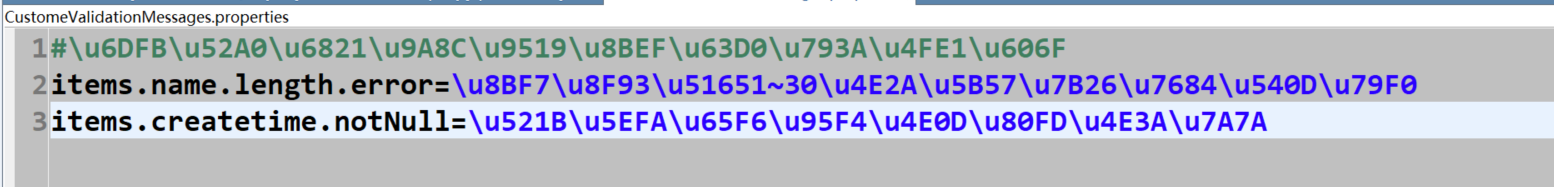 CustomeValidationMessages.properties
1#\u6DFB\u52A0\u6821\u9A8C\u9519\u8BEF\u63D0\u793A\u4FE1\u606F
2items.name.length.error=\u8BF7\u8F93\u51651~30\u4E2A\u5B57\u7B26\u7684\u540D\u79F0
3items.createtime.notNull=\u521B\u5EFA\u65F6\u95F4\u4E0D\u80FD\u4E3A\u7A7A